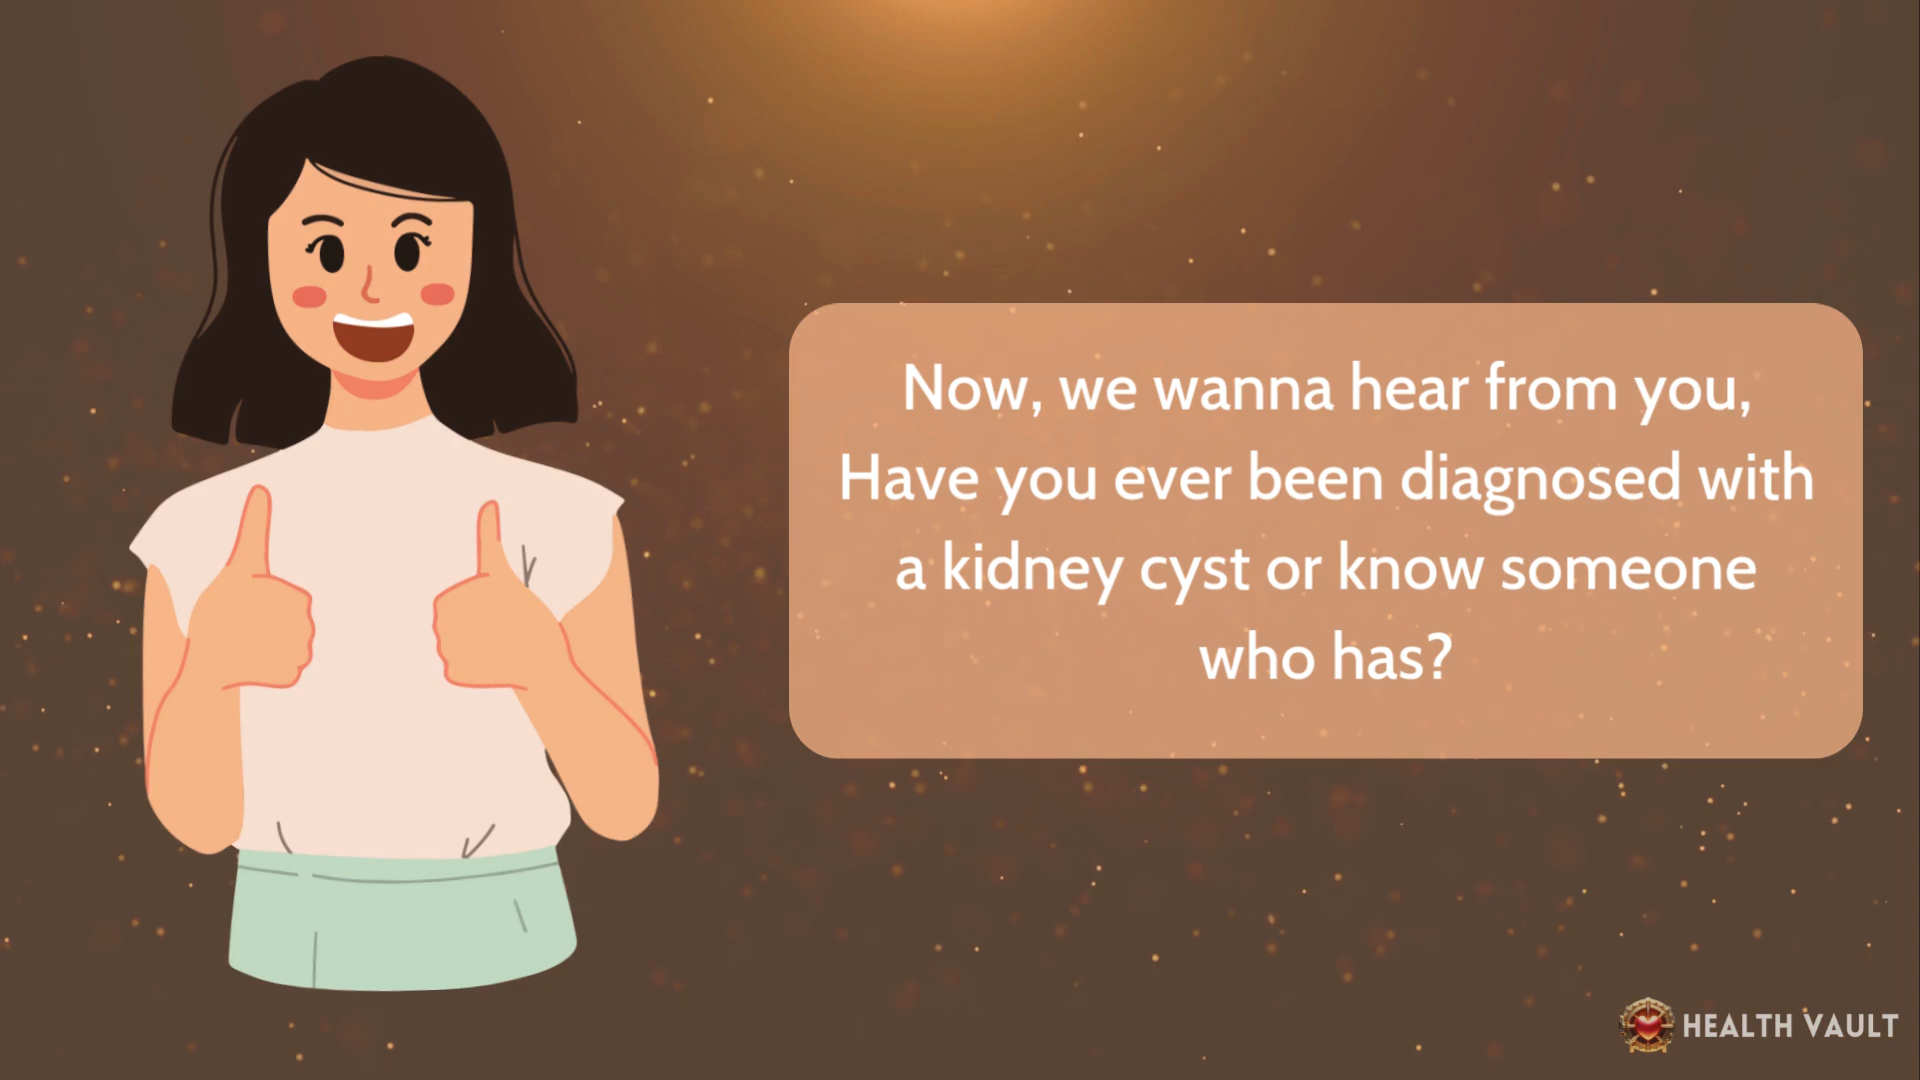 Now, we wanna hear from you,
Have you ever been diagnosed with
a kidney cyst or know someone
who has?
HEALTH VAULT